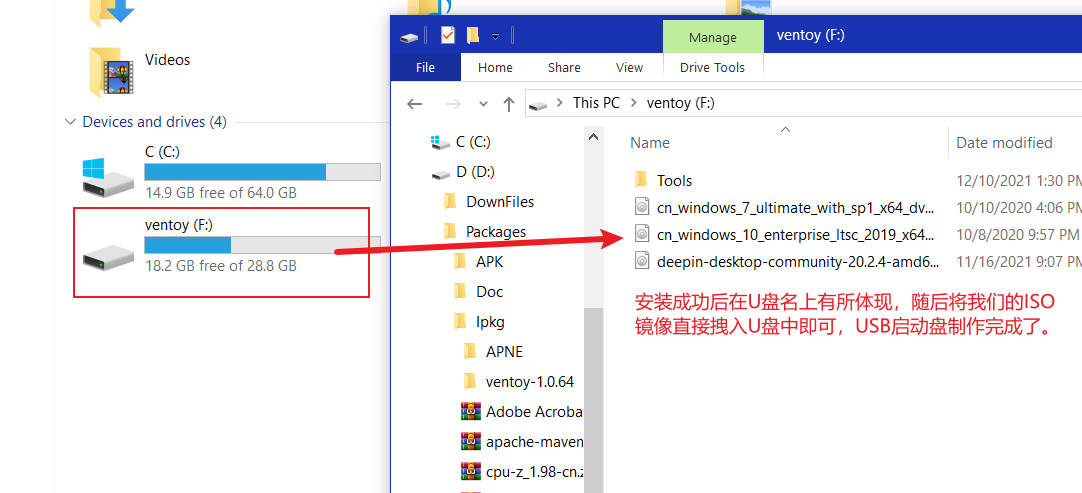 Videos
Devices and drives (4)
C (C:)
14.9 GB free of 64.0 GB
ventoy (F:)
18.2 GB free of 28.8 GB
Manage
ventoy (F:)
File
Home
Share
View
Drive Tools
This PC
ventoy (F:)
C (C:)
D (D:)
DownFiles
Packages
APK
Doc
Ipkg
APNE
ventoy-1.0.64
Adobe Acroba
apache-maven
cpu-z_1.98-cn.z
Name
Date modified
Tools
12/10/2021 1:30 PM
cn_windows_7_ultimate_with_sp1_x64_dv...
10/10/2020 4:06 PM
cn_windows_10_enterprise_ltsc_2019_x64...
10/8/2020 9:57 PM
deepin-desktop-community-20.2.4-amd6...
11/16/2021 9:07 PM
安装成功后在U盘名上有所体现，随后将我们的ISO
镜像直接拽入U盘中即可，USB启动盘制作完成了。